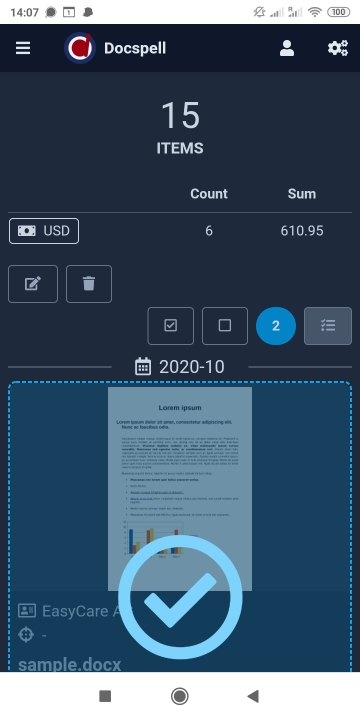 14:07
1
R
100
Docspell
15
ITEMS
Count Sum
USD 6 610.95
2
2020-10
Lorem ipsum
Lorem ipsum dolor sit amet, consectetur adipiscing elit.
Nunc ac faucibus odio.
EasyCare A
-
sample.docx